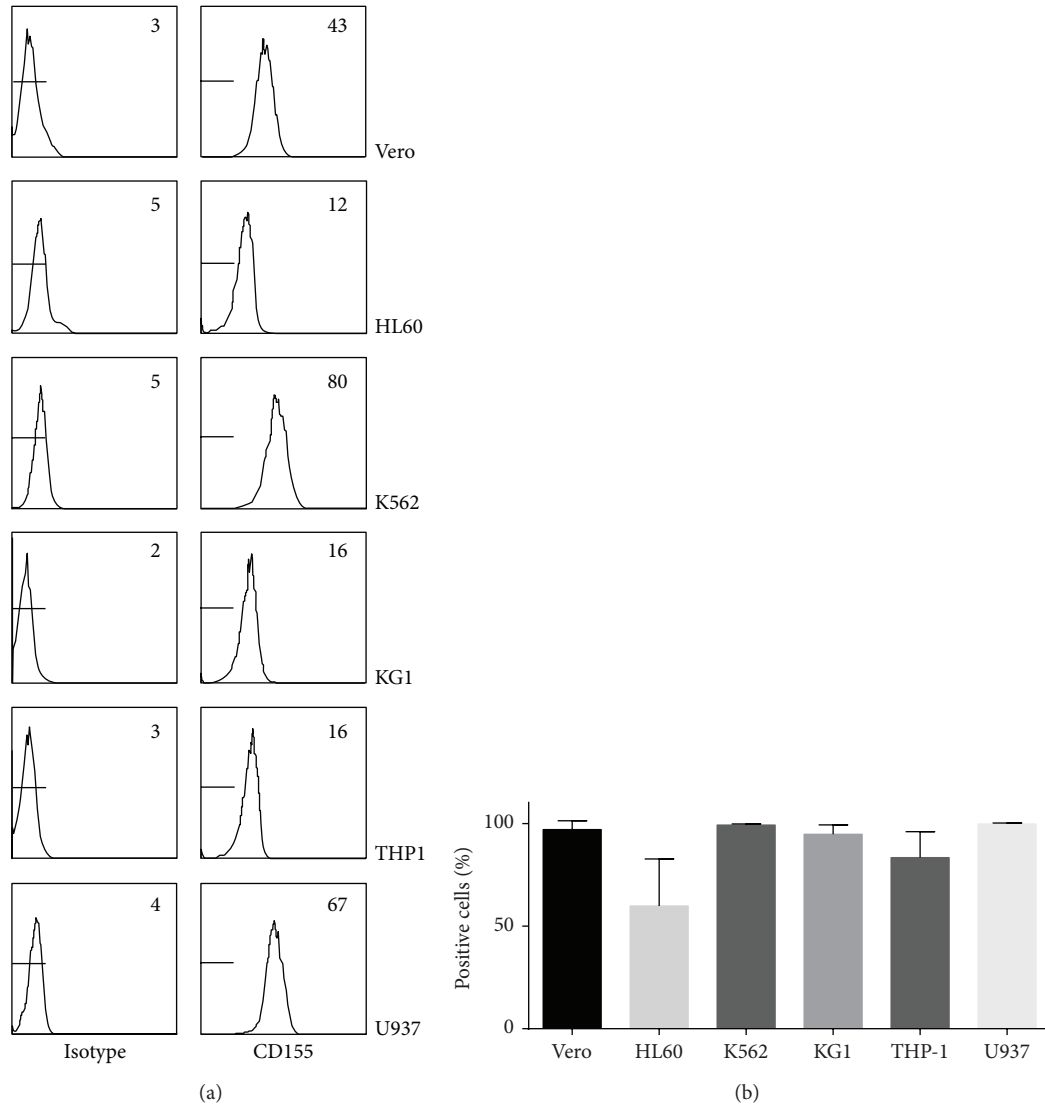 3
43
Vero
5
12
HL60
5
80
K562
2
16
KG1
3
16
THP1
4
67
U937
Isotype
CD155
(a)
100
50
0
Positive cells (%)
Vero
HL60
K562
KG1
THP-1
U937
(b)